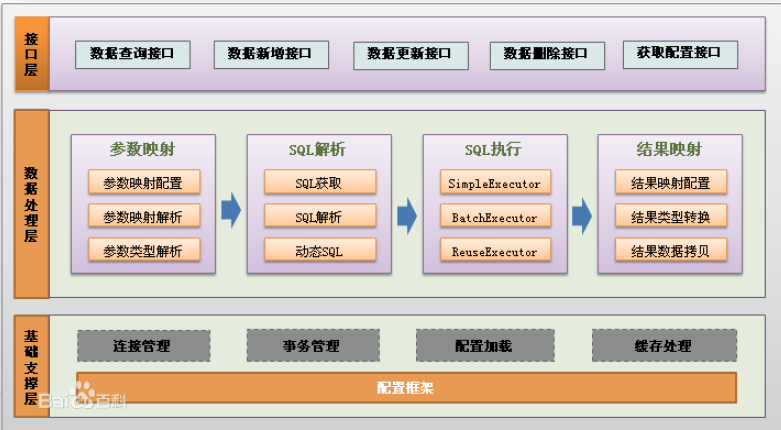 接口层
数据查询接口
数据新增接口
数据更新接口
数据删除接口
获取配置接口
数据处理层
参数映射
参数映射配置
参数映射解析
参数类型解析
SQL解析
SQL获取
SQL解析
动态SQL
SQL执行
SimpleExecutor
BatchExecutor
ReuseExecutor
结果映射
结果映射配置
结果类型转换
结果数据拷贝
基础支撑层
连接管理
事务管理
配置加载
缓存处理
配置框架
Baidu百科